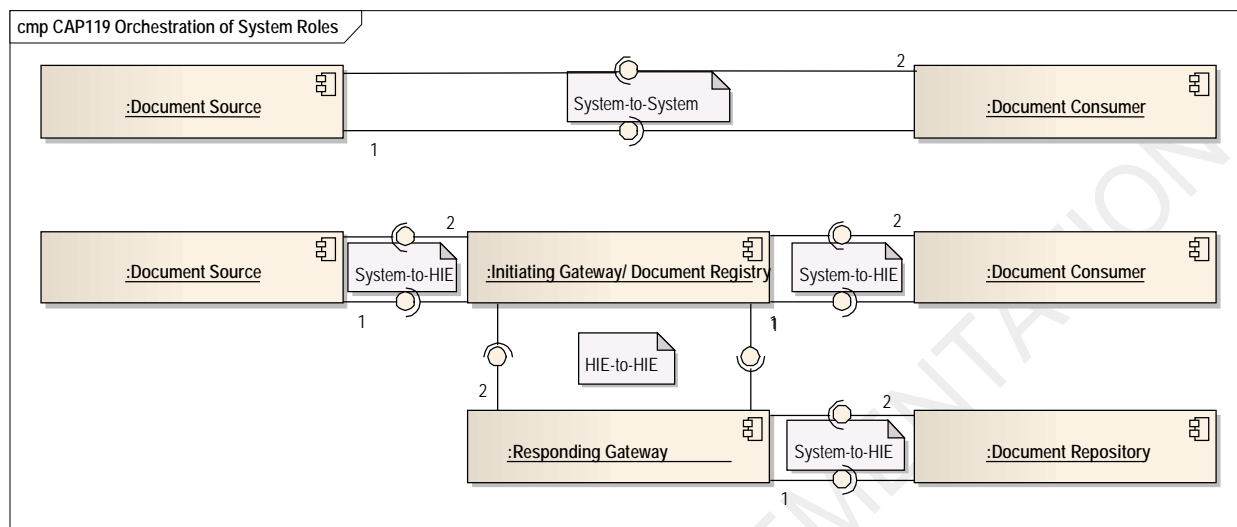 cmp CAP119 Orchestration of System Roles
:Document Source
System-to-System
2
:Document Consumer
1
:Document Source
2
System-to-HIE
1
:Initiating Gateway/ Document Registry
2
System-to-HIE
1
:Document Consumer
HIE-to-HIE
2
:Responding Gateway
2
System-to-HIE
1
:Document Repository